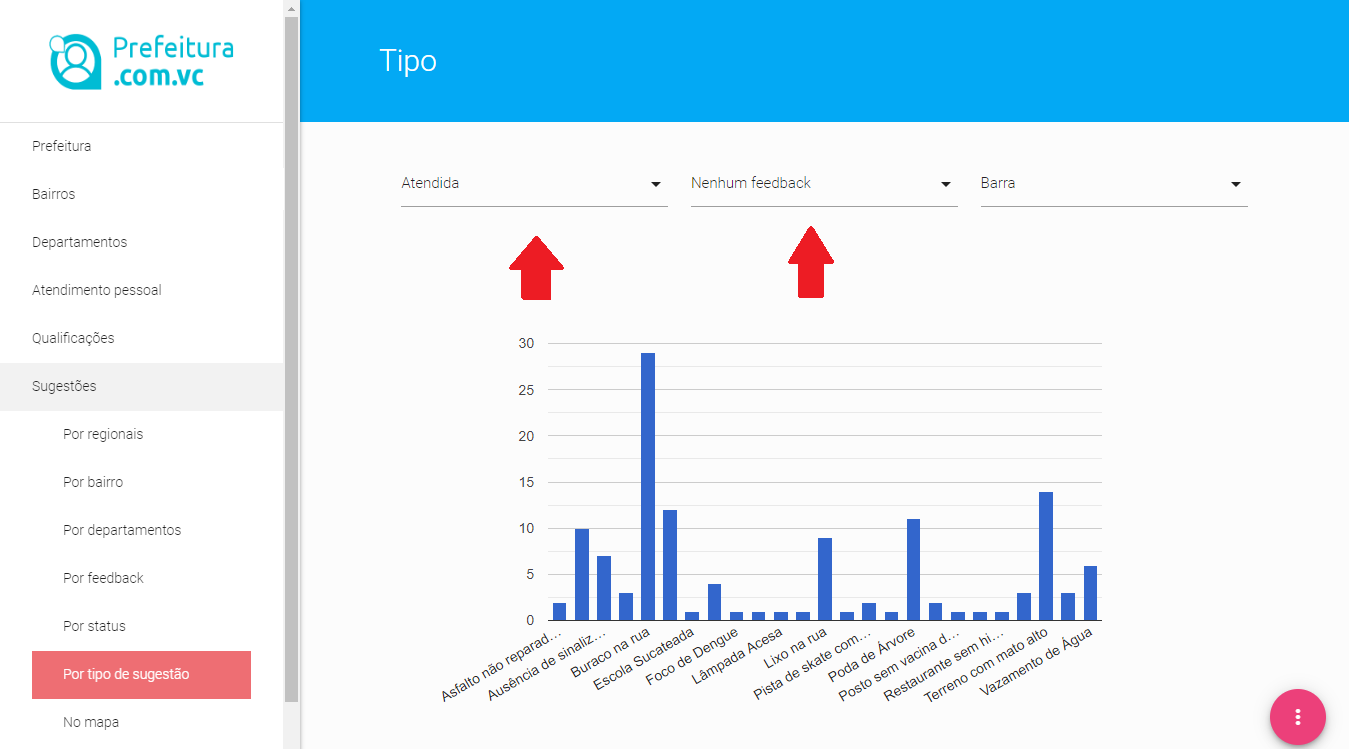 Prefeitura
.com.vc
Prefeitura
Bairros
Departamentos
Atendimento pessoal
Qualificações
Sugestões
Por regionais
Por bairro
Por departamentos
Por feedback
Por status
Por tipo de sugestão
No mapa
Tipo
Atendida
Nenhum feedback
Barra
30
25
20
15
10
5
0
Asfalto não reparad...
Ausência de sinaliz...
Buraco na rua
Escola Sucateada
Foco de Dengue
Lâmpada Acesa
Lixo na rua
Pista de skate com...
Poda de Árvore
Posto sem vacina d...
Restaurante sem hi...
Terreno com mato alto
Vazamento de Água